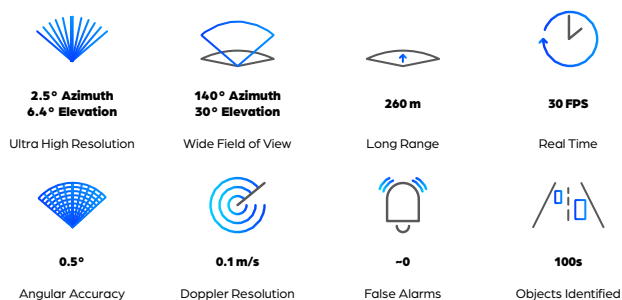 2.5° Azimuth
6.4° Elevation
Ultra High Resolution
140° Azimuth
30° Elevation
Wide Field of View
260 m
Long Range
30 FPS
Real Time
0.5°
Angular Accuracy
0.1 m/s
Doppler Resolution
~0
False Alarms
100s
Objects Identified